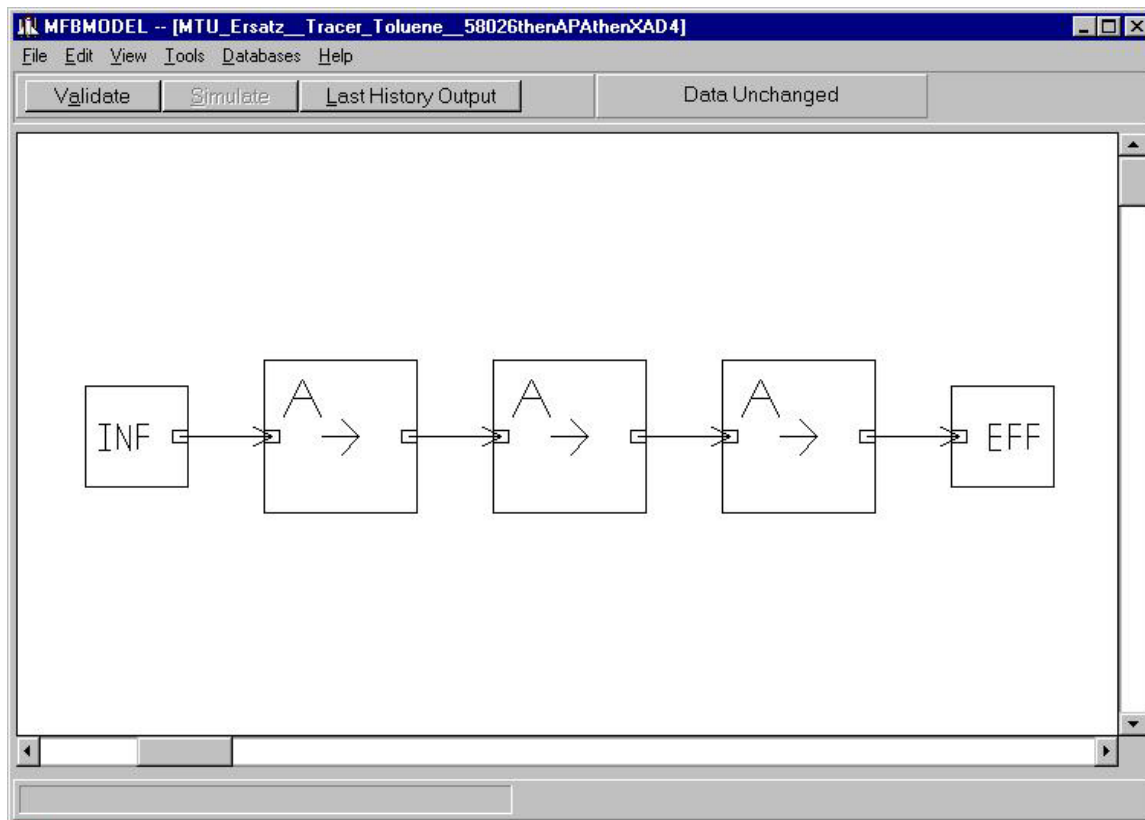 MFBMODEL -- [MTU_Ersatz__Tracer_Toluene__58026thenAPAthenXAD4]
File Edit View Tools Databases Help
Validate Simulate Last History Output Data Unchanged
INF A A A EFF